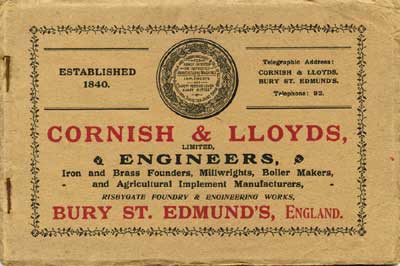 ESTABLISHED
1840.
Telegraphic Address:
CORNISH & LLOYDS,
BURY ST. EDMUND'S.
Telephone: 92.
CORNISH & LLOYDS,
LIMITED,
ENGINEERS,
Iron and Brass Founders, Millwrights, Boiler Makers,
and Agricultural Implement Manufacturers,
RISBYGATE FOUNDRY & ENGINEERING WORKS,
BURY ST. EDMUND'S, ENGLAND.